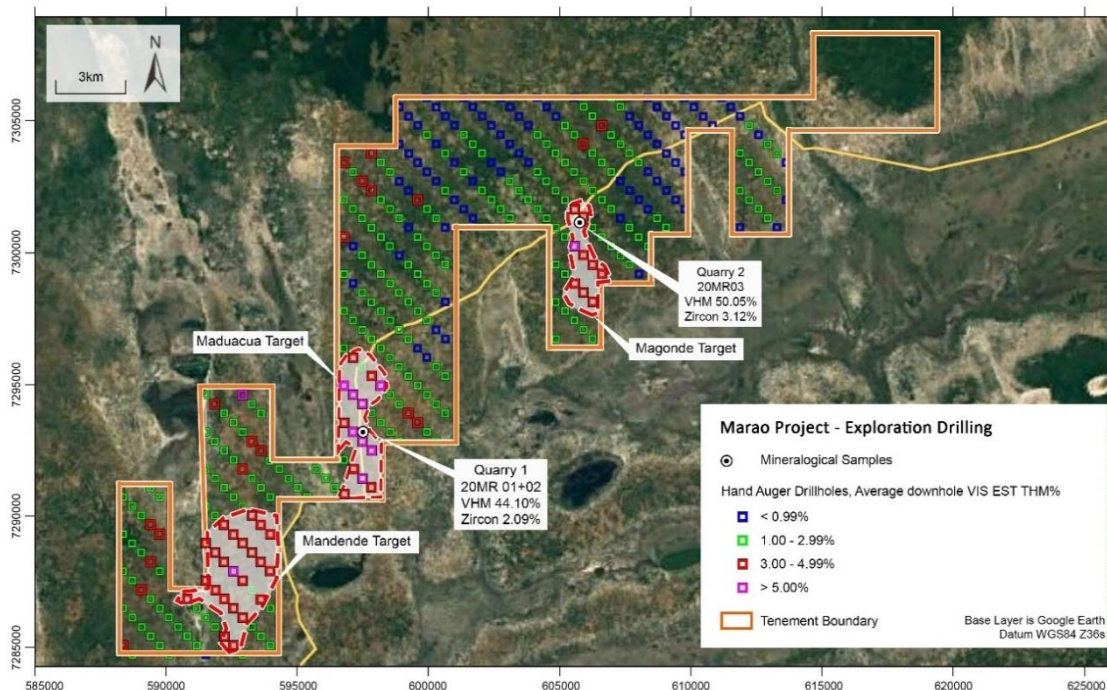 N
3km
7305000
7300000
7295000
7290000
7285000
Quarry 2
20MR03
VHM 50.05%
Zircon 3.12%
Maduacua Target
Magonde Target
Quarry 1
20MR 01+02
VHM 44.10%
Zircon 2.09%
Mandende Target
Marao Project - Exploration Drilling
Mineralogical Samples
Hand Auger Drillholes, Average downhole VIS EST THM%
< 0.99%
1.00 - 2.99%
3.00 - 4.99%
> 5.00%
Tenement Boundary
Base Layer is Google Earth
Datum WGS84 Z36s
585000
590000
595000
600000
605000
610000
615000
620000
625000